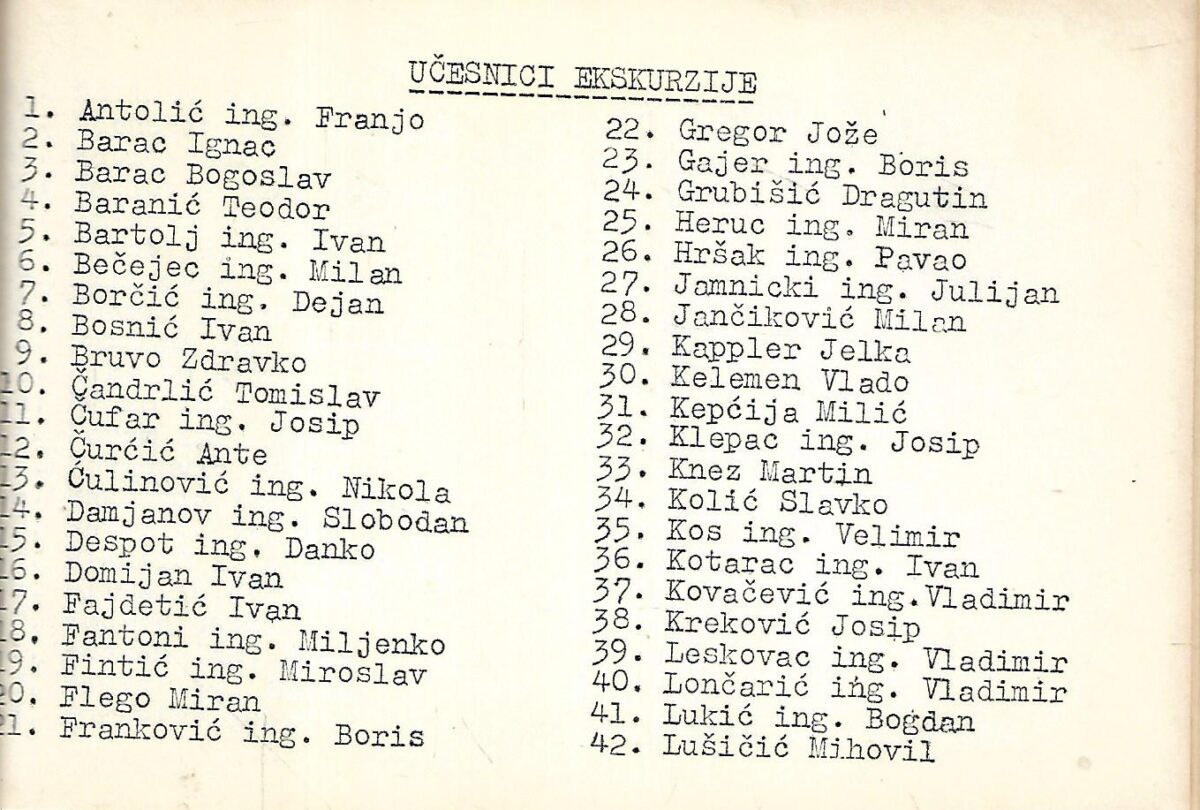 UČESNICI EKSKURZIJE
1. Antolić ing. Franjo
2. Barac Ignac
3. Barac Bogoslav
4. Baranić Teodor
5. Bartolj ing. Ivan
6. Bečejec ing. Milan
7. Borčić ing. Dejan
8. Bosnić Ivan
9. Bruvo Zdravko
10. Čandrlić Tomislav
11. Čufar ing. Josip
12. Čurćić Ante
13. Ćulinović ing. Nikola
14. Damjanov ing. Slobodan
15. Despot ing. Danko
16. Domijan Ivan
17. Fajdetić Ivan
18. Fantoni ing. Miljenko
19. Fintić ing. Miroslav
20. Flego Miran
21. Franković ing. Boris
22. Gregor Jože
23. Gajer ing. Boris
24. Grubišić Dragutin
25. Heruc ing. Miran
26. Hršak ing. Pavao
27. Jamnicki ing. Julijan
28. Jančiković Milan
29. Kappler Jelka
30. Kelemen Vlado
31. Kepćija Milić
32. Klepac ing. Josip
33. Knez Martin
34. Kolić Slavko
35. Kos ing. Velimir
36. Kotarac ing. Ivan
37. Kovačević ing.Vladimir
38. Kreković Josip
39. Leskovac ing. Vladimir
40. Lončarić ing. Vladimir
41. Lukić ing. Bogdan
42. Lušičić Mihovil